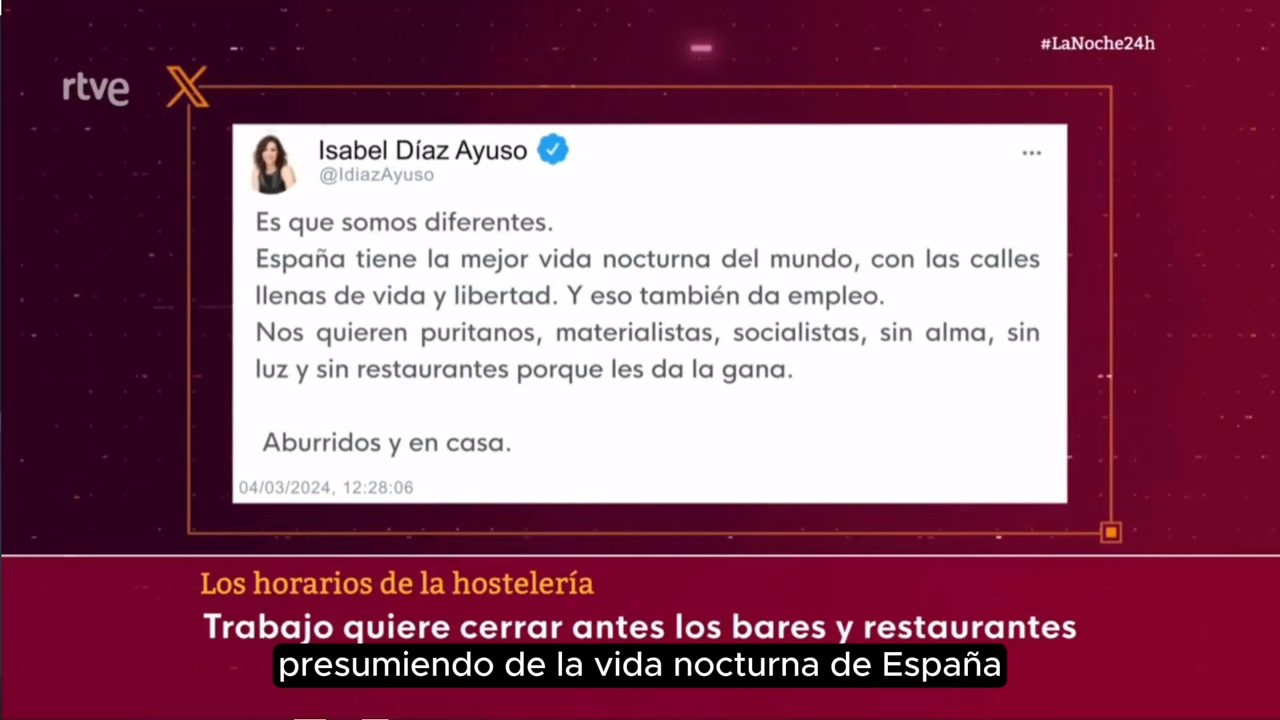 #LaNoche24h
rtve
Isabel Díaz Ayuso
@IdiazAyuso
Es que somos diferentes.
España tiene la mejor vida nocturna del mundo, con las calles
llenas de vida y libertad. Y eso también da empleo.
Nos quieren puritanos, materialistas, socialistas, sin alma, sin
luz y sin restaurantes porque les da la gana.
Aburridos y en casa.
04/03/2024, 12:28:06
Los horarios de la hostelería
Trabajo quiere cerrar antes los bares y restaurantes
presumiendo de la vida nocturna de España